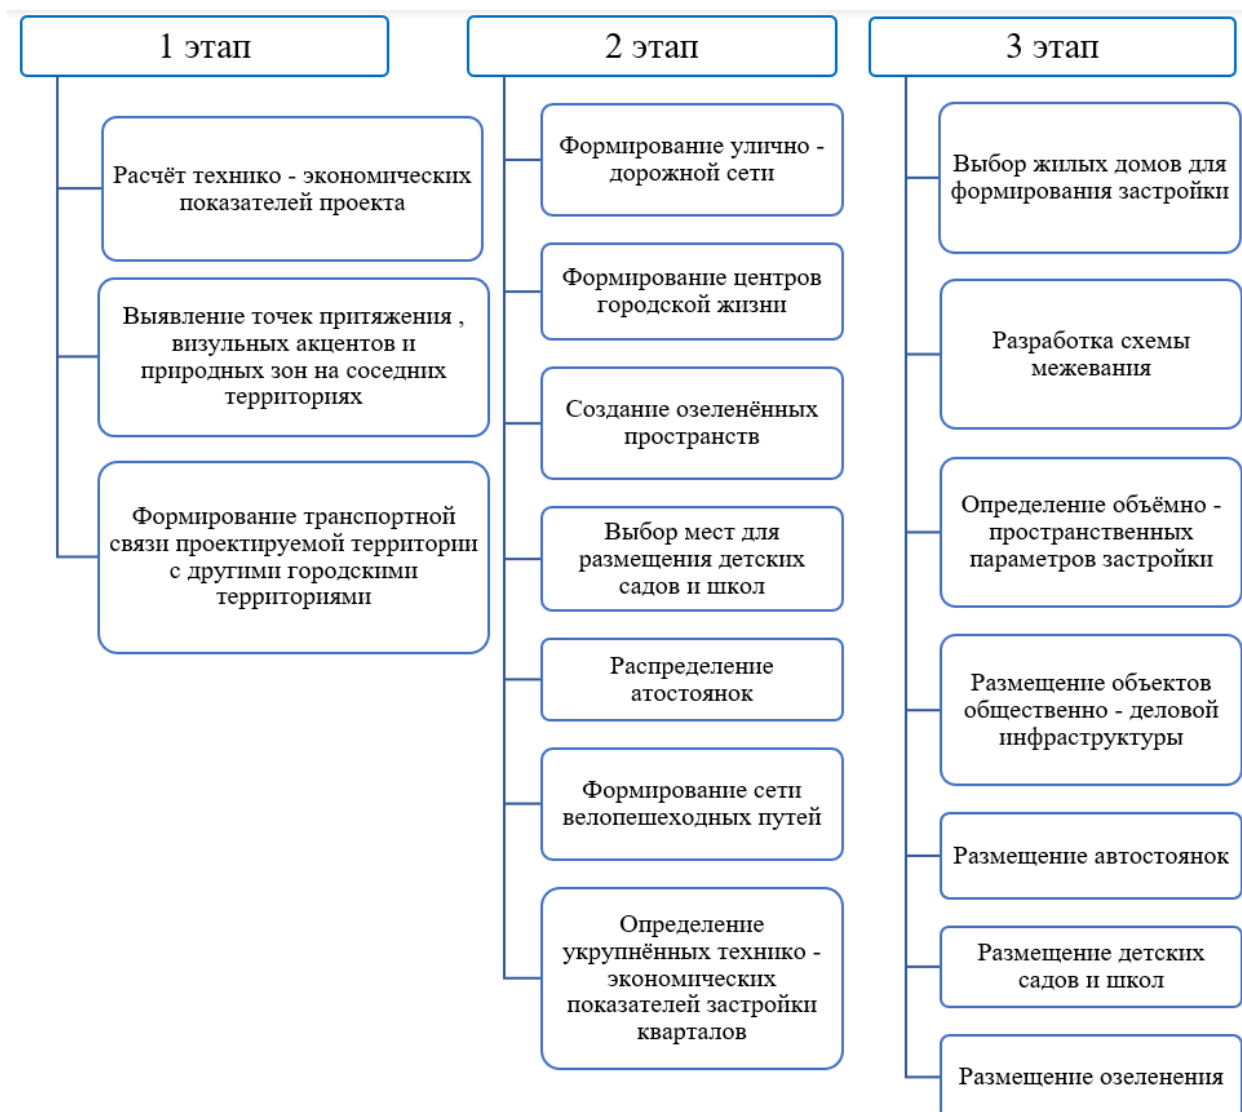 1 этап
Расчёт технико - экономических
показателей проекта
Выявление точек притяжения ,
визульных акцентов и
природных зон на соседних
территориях
Формирование транспортной
связи проектируемой территории
с другими городскими
территориями
2 этап
Формирование улично -
дорожной сети
Формирование центров
городской жизни
Создание озеленённых
пространств
Выбор мест для
размещения детских
садов и школ
Распределение
атостоянок
Формирование сети
велопешеходных путей
Определение
укрупнённых технико -
экономических
показателей застройки
кварталов
3 этап
Выбор жилых домов для
формирования застройки
Разработка схемы
межевания
Определение объёмно -
пространственных
параметров застройки
Размещение объектов
общественно - деловой
инфраструктуры
Размещение автостоянок
Размещение детских
садов и школ
Размещение озеленения